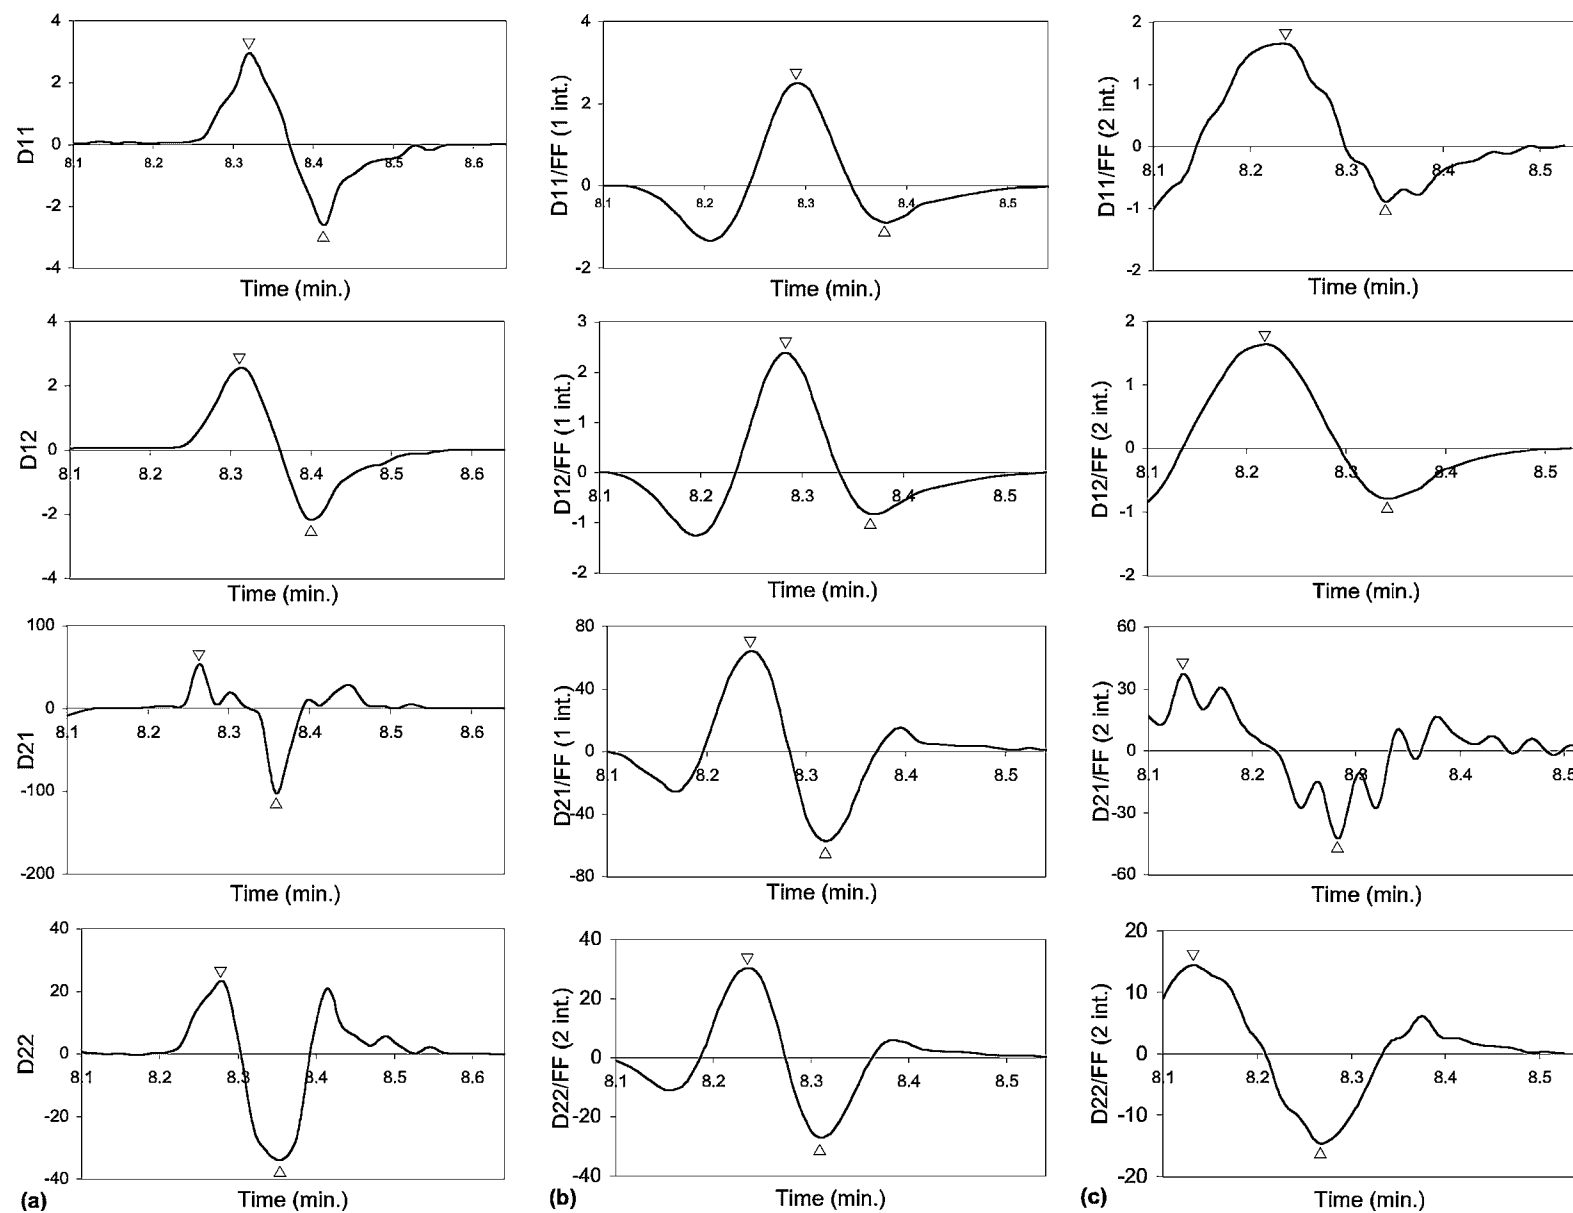 4
2
0
-2
-4
D11
8.1 8.2 8.3 8.4 8.5 8.6
Time (min.)
4
2
0
-2
D11/FF (1 int.)
8.1 8.2 8.3 8.4 8.5
Time (min.)
2
1
0
-1
-2
D11/FF (2 int.)
8.1 8.2 8.3 8.4 8.5
Time (min.)
4
2
0
-2
-4
D12
8.1 8.2 8.3 8.4 8.5 8.6
Time (min.)
3
2
1
0
-1
-2
D12/FF (1 int.)
8.1 8.2 8.3 8.4 8.5
Time (min.)
2
1
0
-1
-2
D12/FF (2 int.)
8.1 8.2 8.3 8.4 8.5
Time (min.)
100
0
-100
-200
D21
8.1 8.2 8.3 8.4 8.5 8.6
Time (min.)
80
40
0
-40
-80
D21/FF (1 int.)
8.1 8.2 8.3 8.4 8.5
Time (min.)
60
30
0
-30
-60
D21/FF (2 int.)
8.1 8.2 8.3 8.4 8.5
Time (min.)
40
20
0
-20
-40
D22
8.1 8.2 8.3 8.4 8.5 8.6
Time (min.)
(a)
40
20
0
-20
-40
D22/FF (2 int.)
8.1 8.2 8.3 8.4 8.5
Time (min.)
(b)
20
10
0
-10
-20
D22/FF (2 int.)
8.1 8.2 8.3 8.4 8.5
Time (min.)
(c)